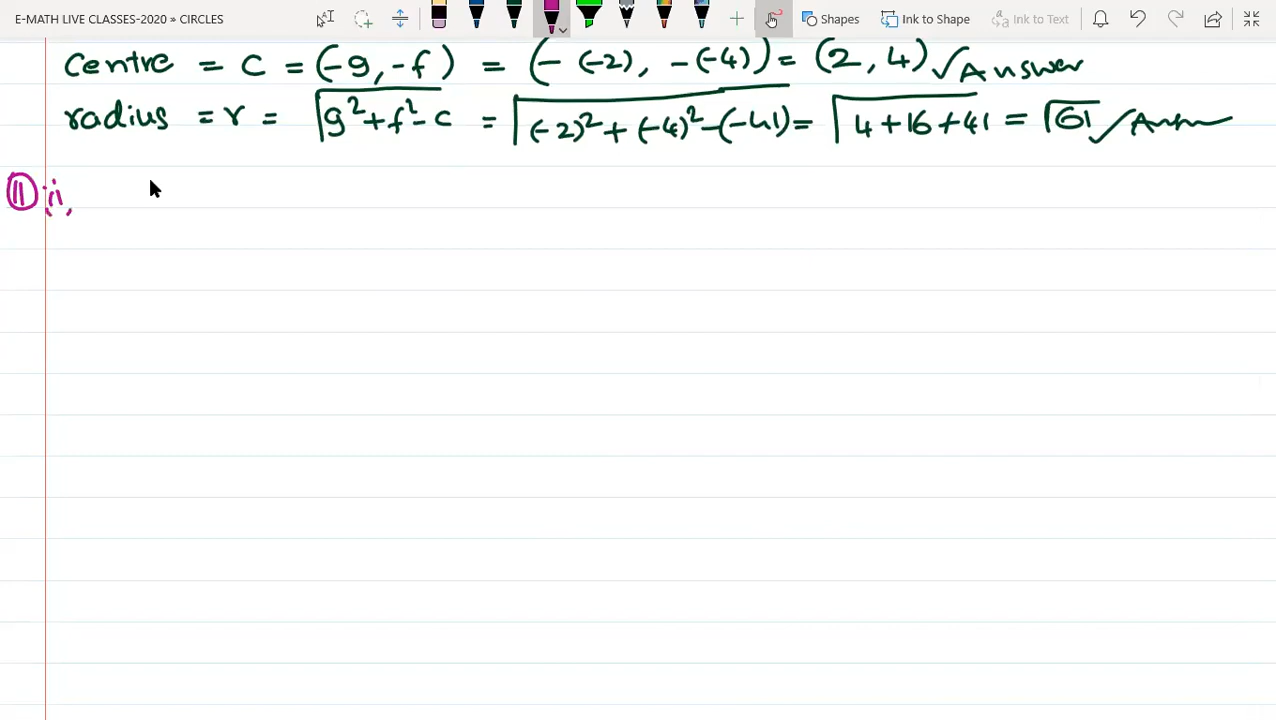 E-MATH LIVE CLASSES-2020 » CIRCLES Shapes Ink to Shape Ink to Text
Centre = C = (-g, -f) = (- (-2), - (-4)) = (2, 4) √ Answer
radius = r = √g²+f²-c = √(-2)²+(-4)²-(-41) = √4+16+41 = √61
11 ii,